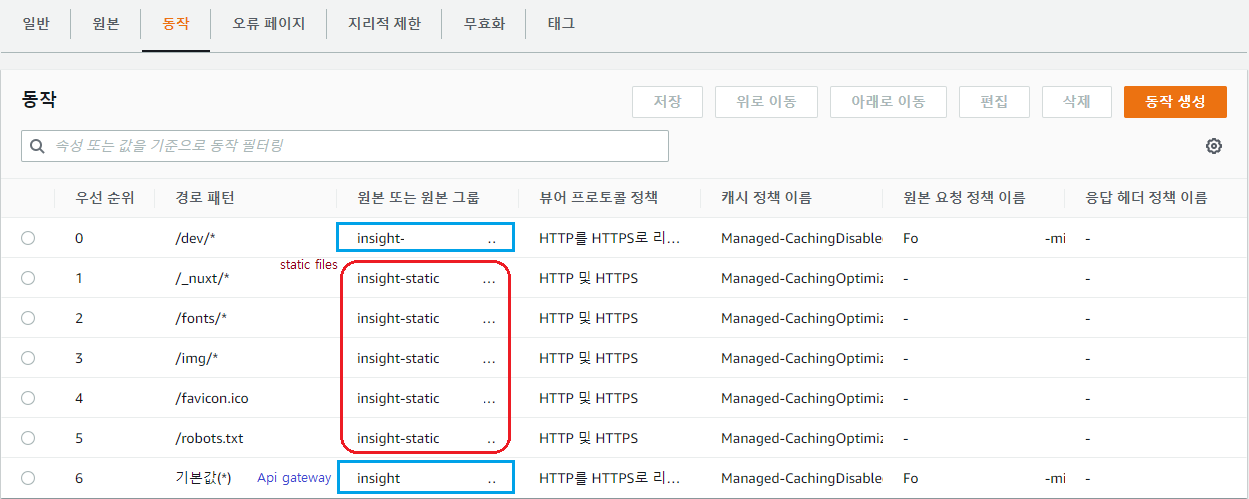 일반 원본 동작 오류 페이지 지리적 제한 무효화 태그
동작 저장 위로 이동 아래로 이동 편집 삭제 동작 생성
속성 또는 값을 기준으로 동작 필터링
우선 순위 경로 패턴 원본 또는 원본 그룹 뷰어 프로토콜 정책 캐시 정책 이름 원본 요청 정책 이름 응답 헤더 정책 이름
0 /dev/* insight- .. HTTP를 HTTPS로 리... Managed-CachingDisable Fo -mi -
static files
1 /_nuxt/* insight-static ... HTTP 및 HTTPS Managed-CachingOptimiz - -
2 /fonts/* insight-static ... HTTP 및 HTTPS Managed-CachingOptimiz - -
3 /img/* insight-static ... HTTP 및 HTTPS Managed-CachingOptimiz - -
4 /favicon.ico insight-static ... HTTP 및 HTTPS Managed-CachingOptimiz - -
5 /robots.txt insight-static .. HTTP 및 HTTPS Managed-CachingOptimiz - -
6 기본값(*) Api gateway insight .. HTTP를 HTTPS로 리... Managed-CachingDisable Fo -mi -